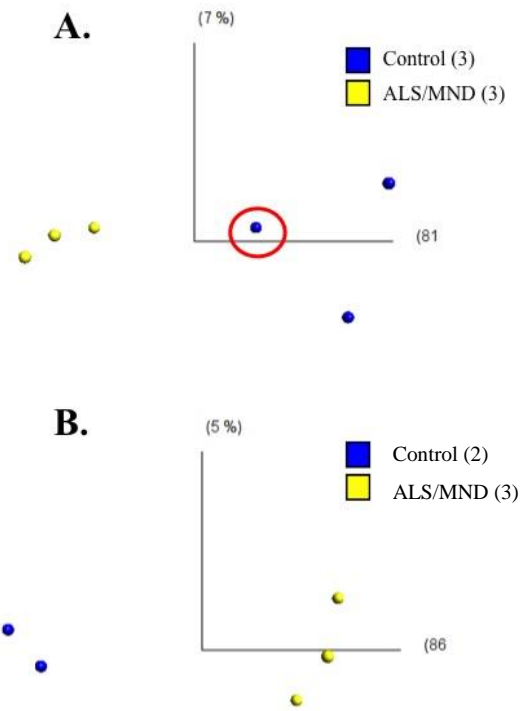 A.
(7 %)
Control (3)
ALS/MND (3)
(81
B.
(5 %)
Control (2)
ALS/MND (3)
(86